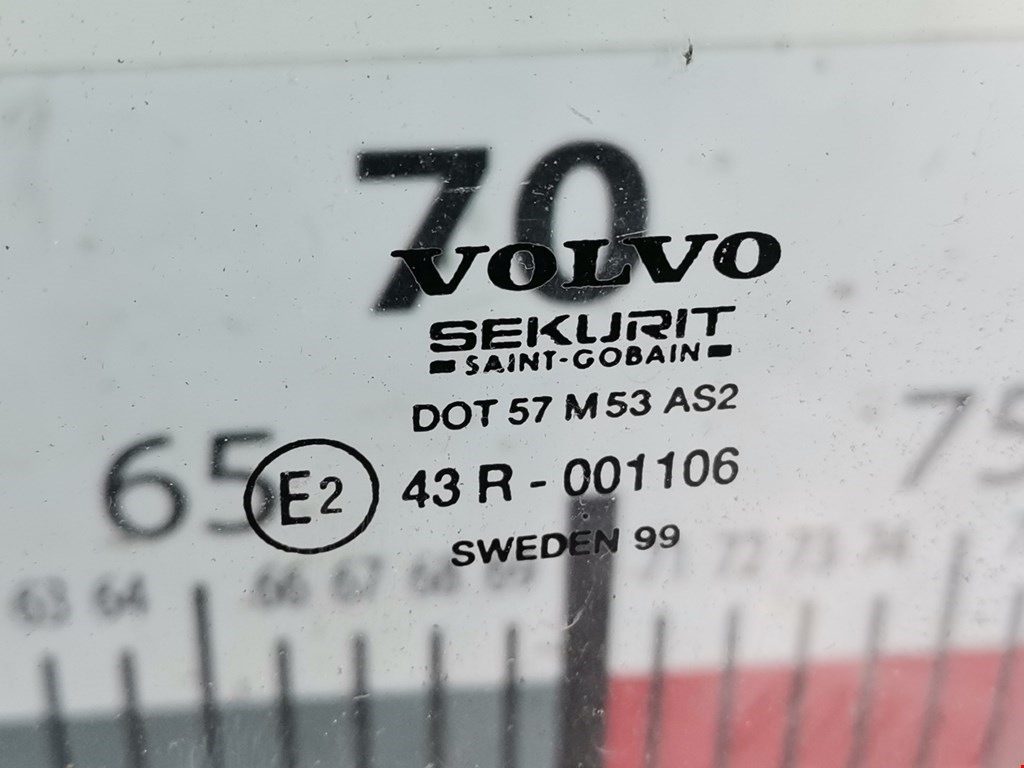 70
VOLVO
SEKURIT
SAINT-GOBAIN
DOT 57 M 53 AS2
65 75
E2 43 R - 001106
SWEDEN 99
63 64 66 67 68 69 71 72 73 74